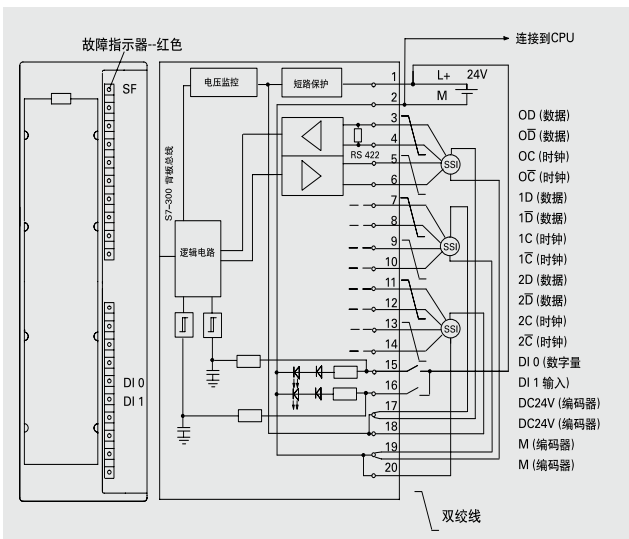 连接到CPU
故障指示器--红色
SF
电压监控
短路保护
1
L+
24V
2
M
3
OD (数据)
4
OD̅ (数据)
RS 422
5
SSI
OC (时钟)
6
OC̅ (时钟)
S7-300 背板总线
7
1D (数据)
8
1D̅ (数据)
逻辑电路
9
SSI
1C (时钟)
10
1C̅ (时钟)
11
2D (数据)
12
2D̅ (数据)
13
SSI
2C (时钟)
14
2C̅ (时钟)
15
DI 0 (数字量
DI 0
16
DI 1 输入)
DI 1
17
DC24V (编码器)
18
DC24V (编码器)
19
M (编码器)
20
M (编码器)
双绞线